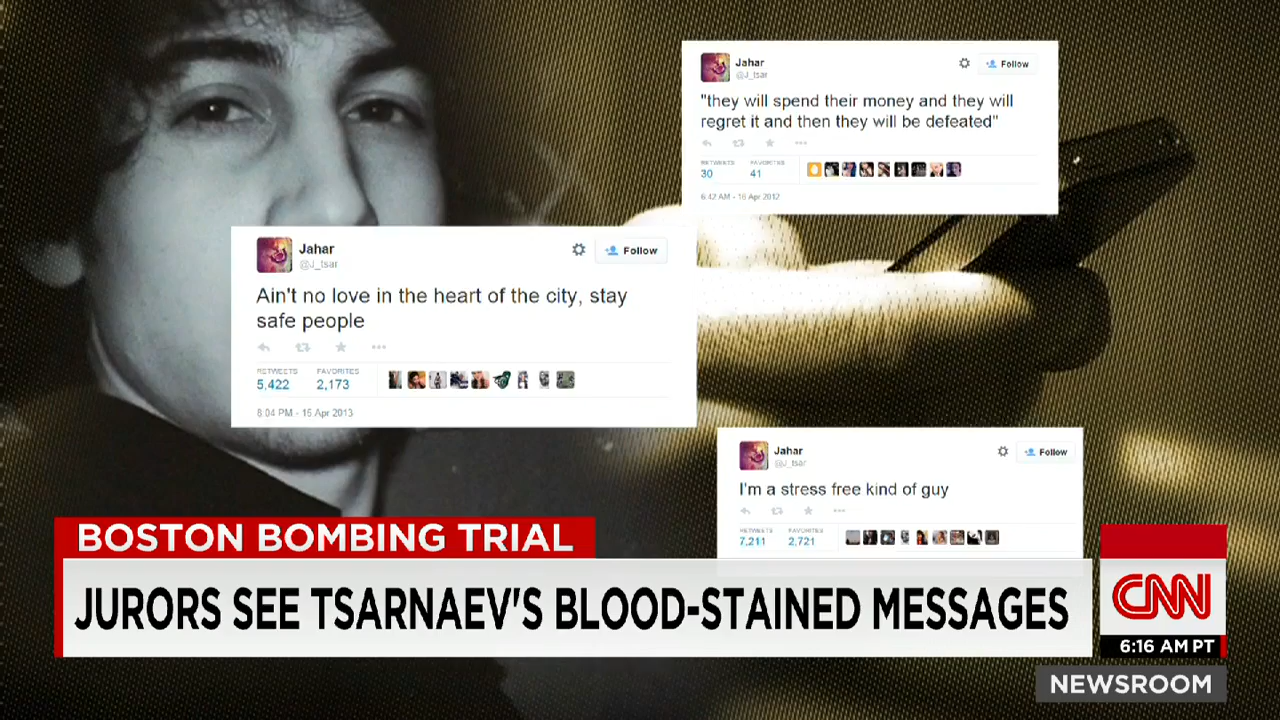 Jahar
@J_tsar
Follow
"they will spend their money and they will
regret it and then they will be defeated"
RETWEETS
FAVORITES
30
41
6:42 AM - 16 Apr 2012
Jahar
@J_tsar
Follow
Ain't no love in the heart of the city, stay
safe people
RETWEETS
FAVORITES
5,422
2,173
8:04 PM - 15 Apr 2013
Jahar
@J_tsar
Follow
I'm a stress free kind of guy
RETWEETS
FAVORITES
7,211
2,721
BOSTON BOMBING TRIAL
JURORS SEE TSARNAEV'S BLOOD-STAINED MESSAGES
CNN
6:16 AM PT
NEWSROOM